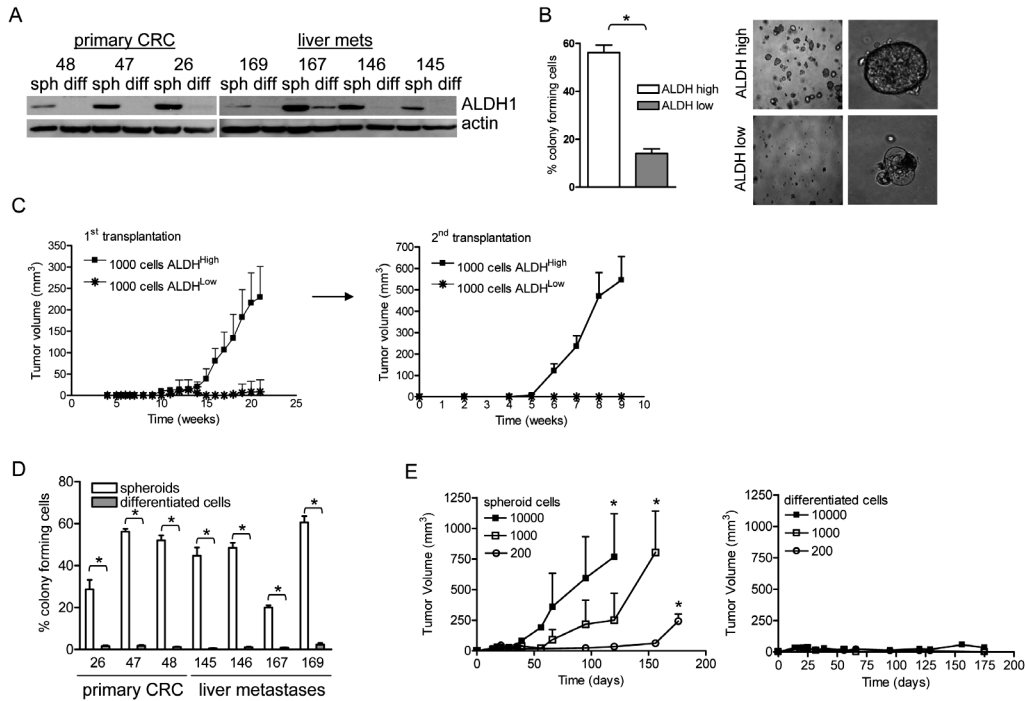 A
primary CRC
liver mets
48 47 26 169 167 146 145
sph diff sph diff sph diff sph diff sph diff sph diff sph diff
ALDH1
actin
B
% colony forming cells
60
40
20
0
*
ALDH high
ALDH low
ALDH high
ALDH low
C
1st transplantation
1000 cells ALDHHigh
1000 cells ALDHLow
Tumor volume (mm3)
350
300
250
200
150
100
50
0
0 5 10 15 20 25
Time (weeks)
2nd transplantation
1000 cells ALDHHigh
1000 cells ALDHLow
Tumor volume (mm3)
700
600
500
400
300
200
100
0
0 1 2 3 4 5 6 7 8 9 10
Time (weeks)
D
% colony forming cells
80
60
40
20
0
spheroids
differentiated cells
* * * * * * *
26 47 48 145 146 167 169
primary CRC liver metastases
E
Tumor Volume (mm3)
1250
1000
750
500
250
0
spheroid cells
10000
1000
200
* * *
0 50 100 150 200
Time (days)
Tumor Volume (mm3)
1250
1000
750
500
250
0
differentiated cells
10000
1000
200
0 25 50 75 100 125 150 175 200
Time (days)